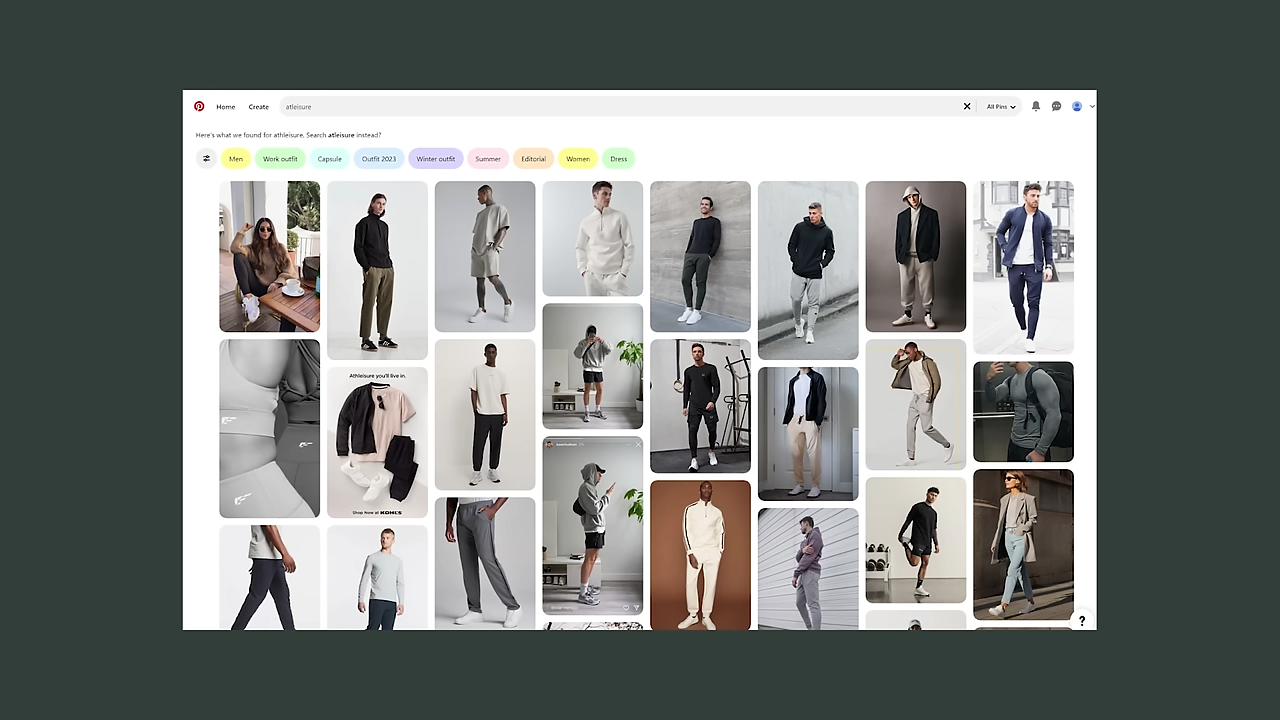 Home Create atleisure All Pins
Here's what we found for athleisure. Search atleisure instead?
Men Work outfit Capsule Outfit 2023 Winter outfit Summer Editorial Women Dress
Athleisure you'll live in.
Shop Now at KOHL'S
?